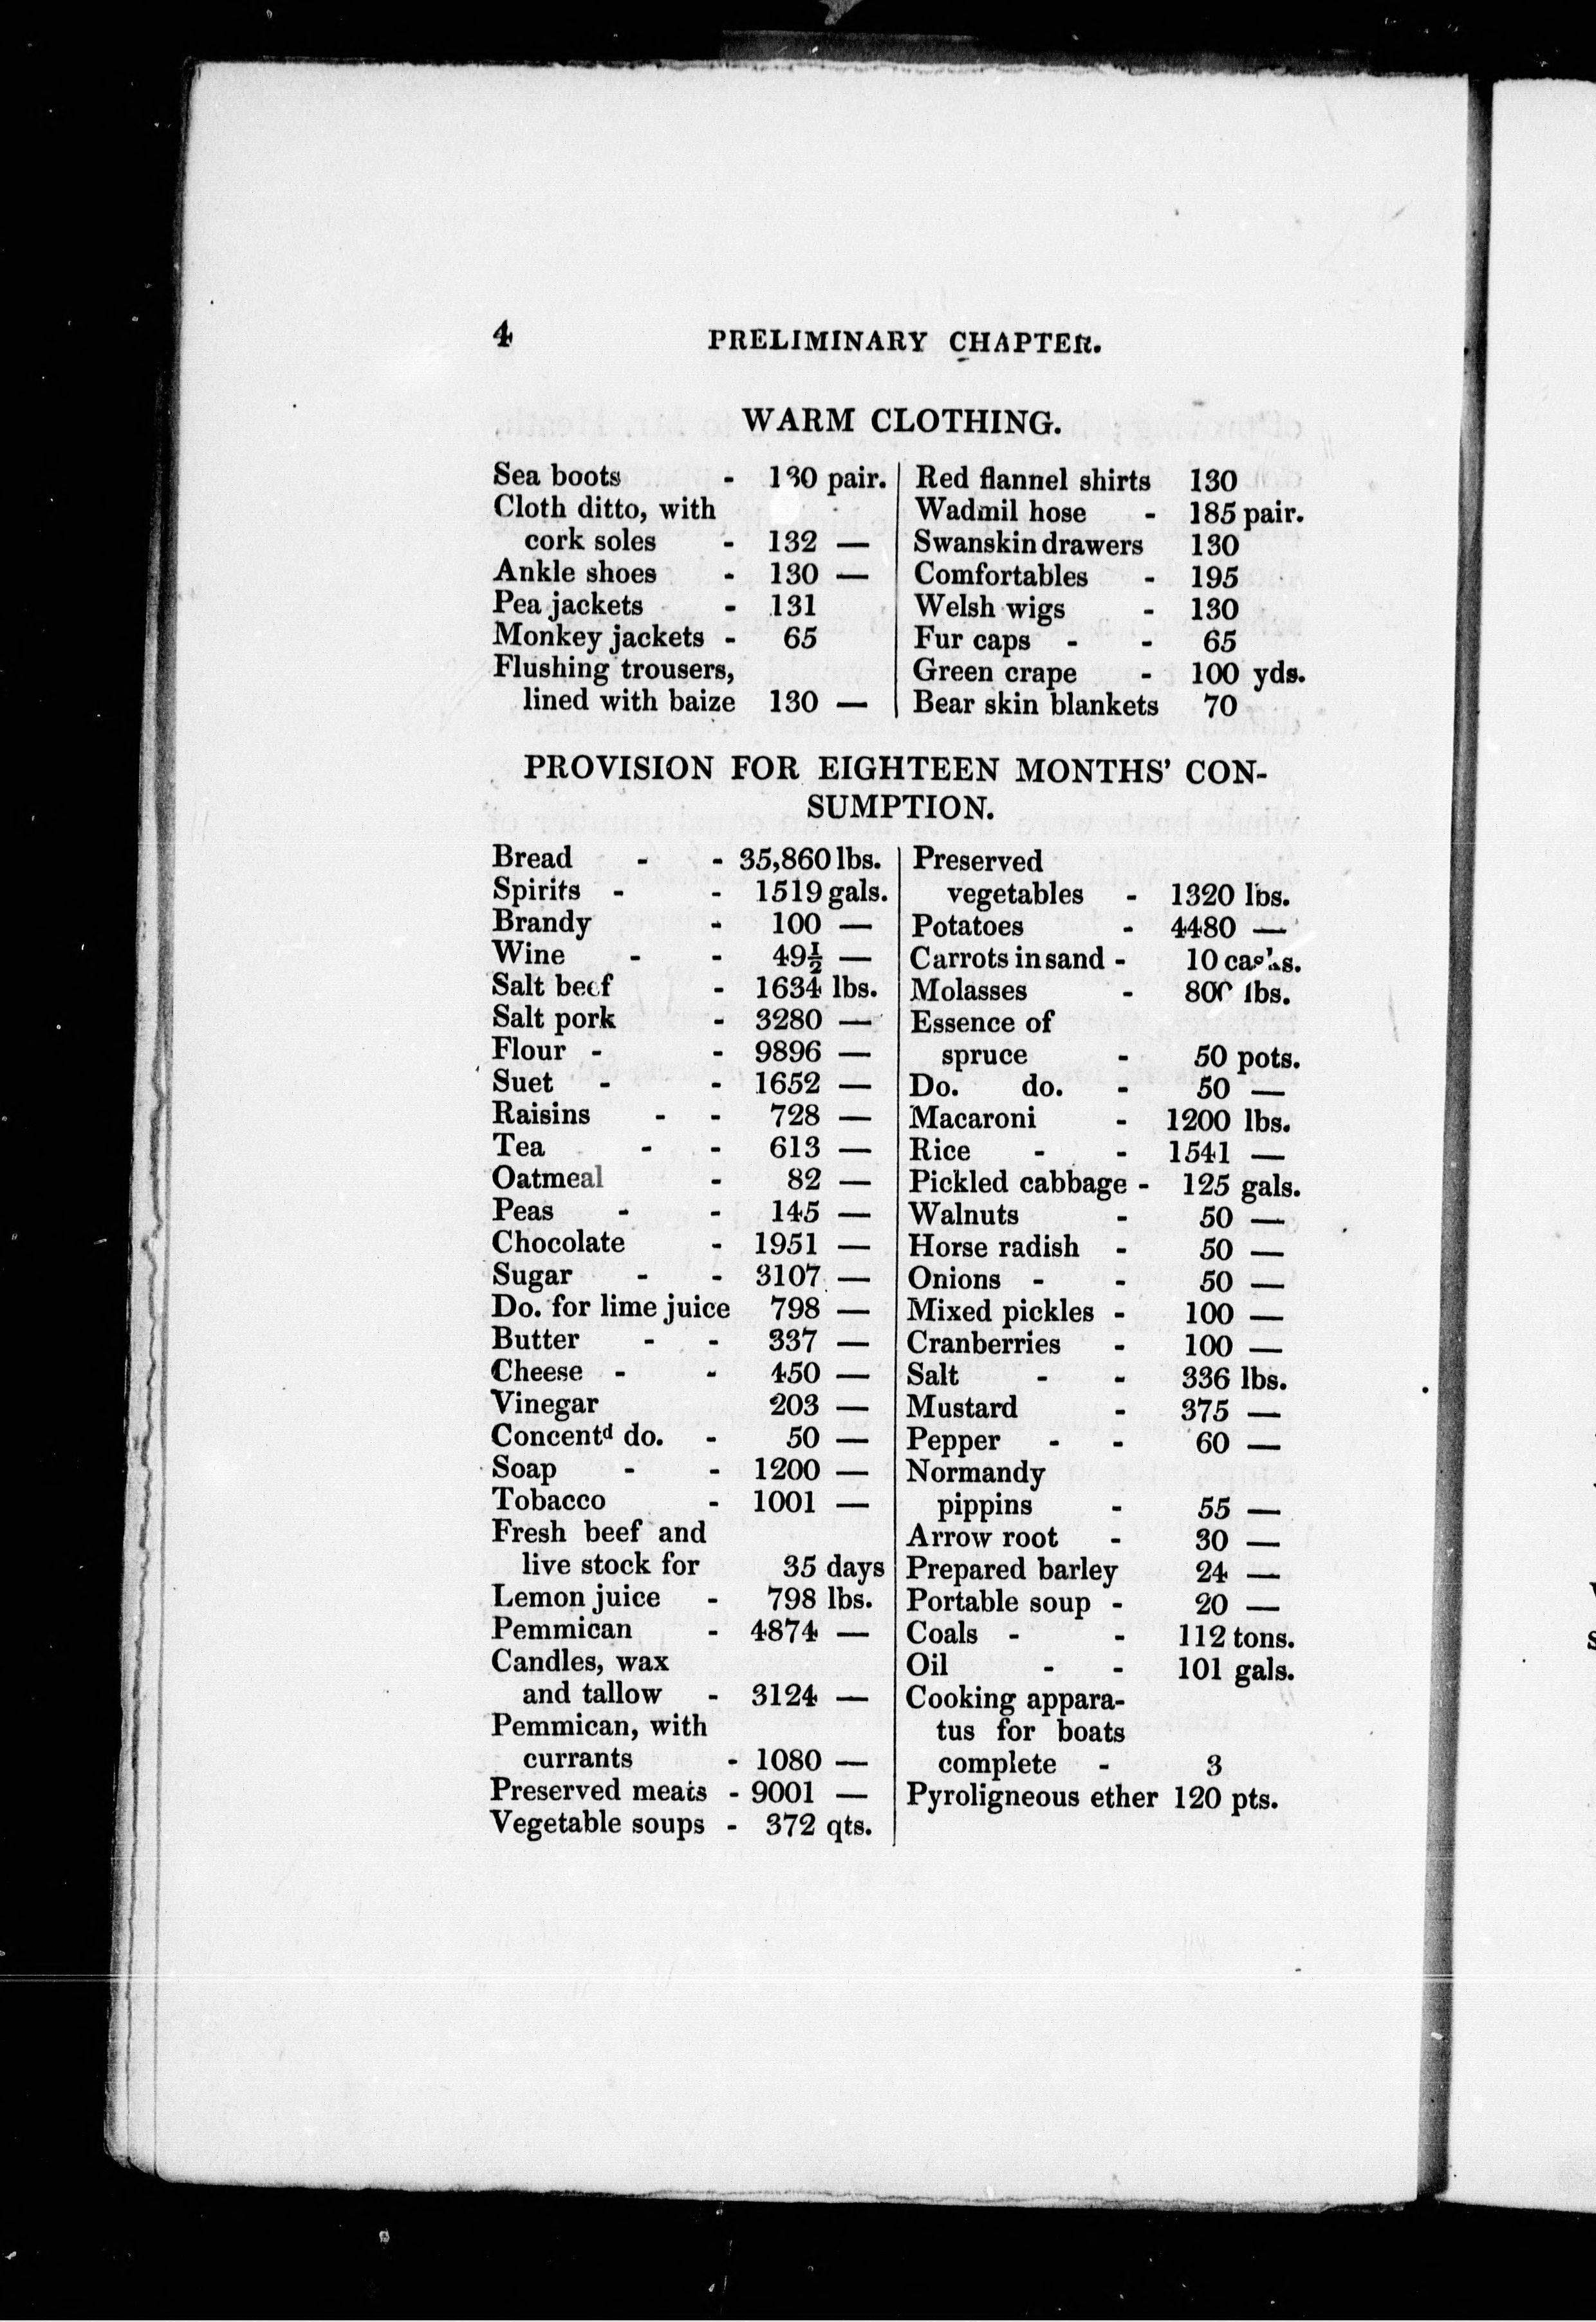 4 PRELIMINARY CHAPTER.
WARM CLOTHING.
Sea boots - 130 pair.
Cloth ditto, with
cork soles - 132 —
Ankle shoes - 130 —
Pea jackets - 131
Monkey jackets - 65
Flushing trousers,
lined with baize 130 —
Red flannel shirts 130
Wadmil hose - 185 pair.
Swanskin drawers 130
Comfortables - 195
Welsh wigs - 130
Fur caps - - 65
Green crape - 100 yds.
Bear skin blankets 70
PROVISION FOR EIGHTEEN MONTHS' CON-
SUMPTION.
Bread - - 35,860 lbs.
Spirits - - 1519 gals.
Brandy - 100 —
Wine - - 49½ —
Salt beef - 1634 lbs.
Salt pork - 3280 —
Flour - - 9896 —
Suet - - 1652 —
Raisins - - 728 —
Tea - - 613 —
Oatmeal - 82 —
Peas - - 145 —
Chocolate - 1951 —
Sugar - - 3107 —
Do. for lime juice 798 —
Butter - - 337 —
Cheese - - 450 —
Vinegar 203 —
Concentᵈ do. - 50 —
Soap - - 1200 —
Tobacco - 1001 —
Fresh beef and
live stock for 35 days
Lemon juice - 798 lbs.
Pemmican - 4874 —
Candles, wax
and tallow - 3124 —
Pemmican, with
currants - 1080 —
Preserved meats - 9001 —
Vegetable soups - 372 qts.
Preserved
vegetables - 1320 lbs.
Potatoes - 4480 —
Carrots in sand - 10 casks.
Molasses - 800 lbs.
Essence of
spruce - 50 pots.
Do. do. - 50 —
Macaroni - 1200 lbs.
Rice - - 1541 —
Pickled cabbage - 125 gals.
Walnuts - 50 —
Horse radish - 50 —
Onions - - 50 —
Mixed pickles - 100 —
Cranberries - 100 —
Salt - - 336 lbs.
Mustard - 375 —
Pepper - - 60 —
Normandy
pippins - 55 —
Arrow root - 30 —
Prepared barley 24 —
Portable soup - 20 —
Coals - - 112 tons.
Oil - - 101 gals.
Cooking appara-
tus for boats
complete - 3
Pyroligneous ether 120 pts.